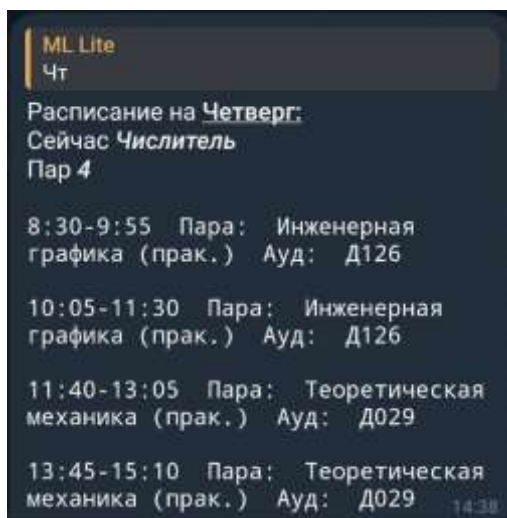 ML Lite
Чт
Расписание на Четверг:
Сейчас Числитель
Пар 4
8:30-9:55 Пара: Инженерная
графика (прак.) Ауд: Д126
10:05-11:30 Пара: Инженерная
графика (прак.) Ауд: Д126
11:40-13:05 Пара: Теоретическая
механика (прак.) Ауд: Д029
13:45-15:10 Пара: Теоретическая
механика (прак.) Ауд: Д029
14:38